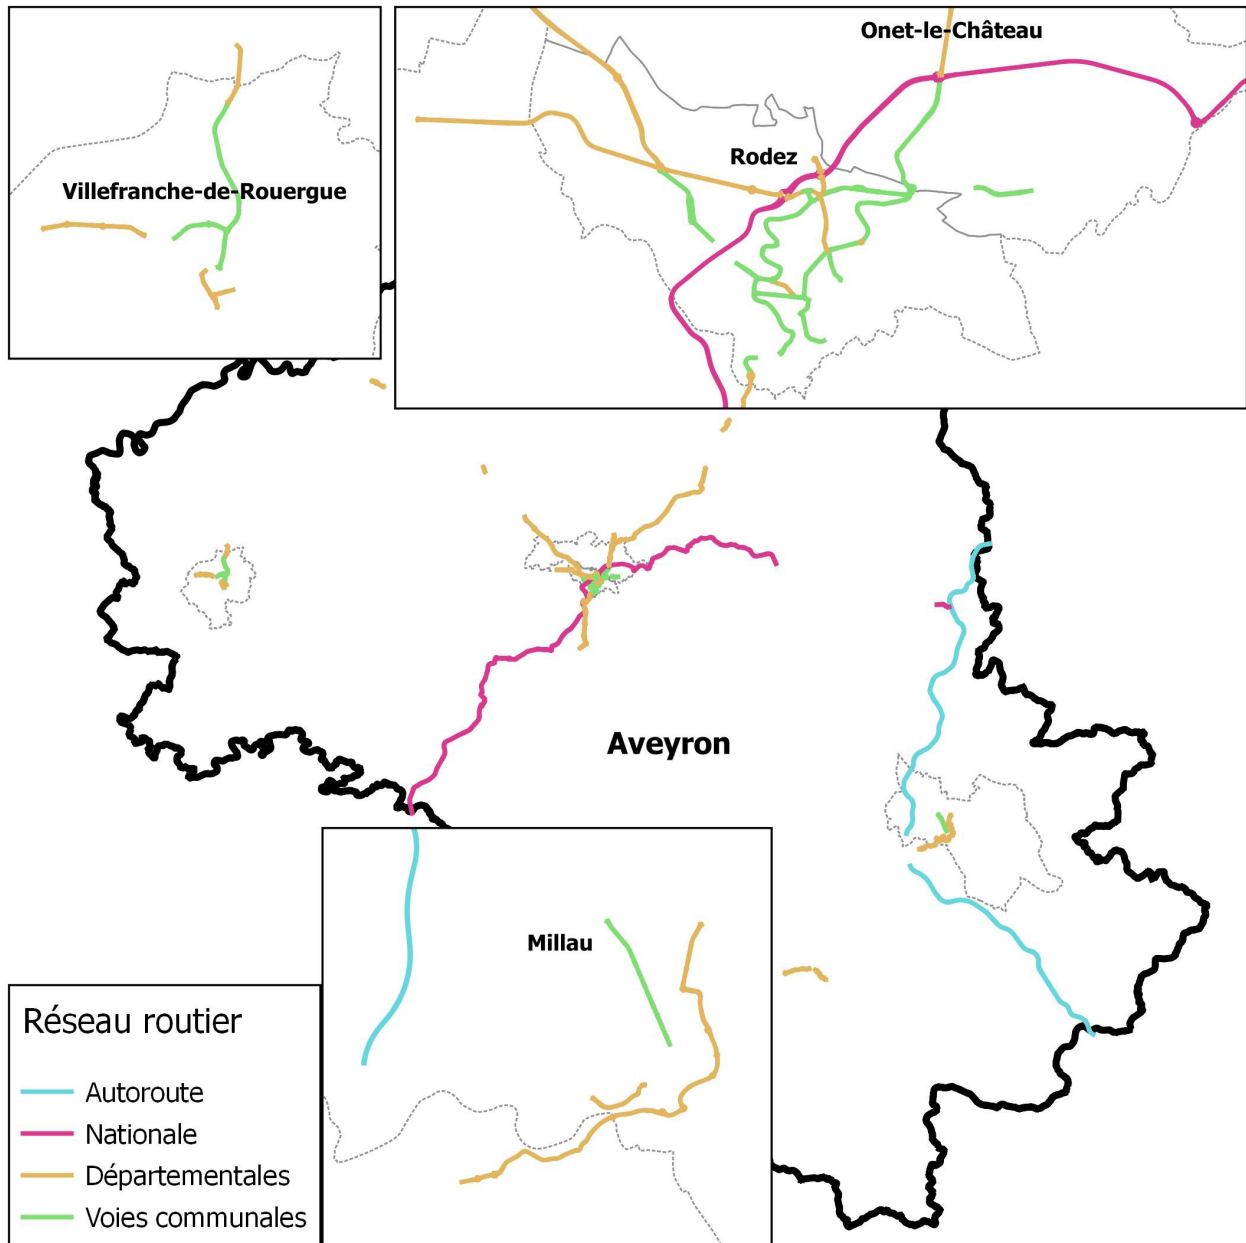 Onet-le-Château
Rodez
Villefranche-de-Rouergue
Aveyron
Millau
Réseau routier
Autoroute
Nationale
Départementales
Voies communales